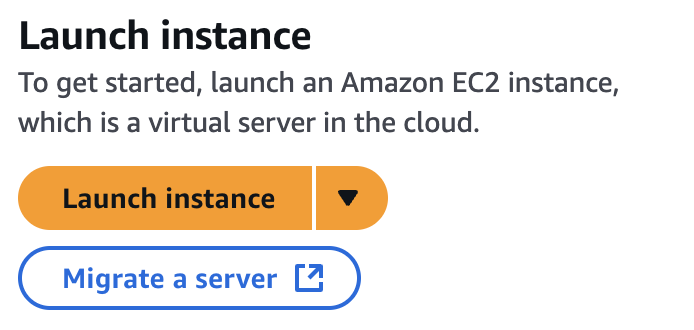 Launch instance
To get started, launch an Amazon EC2 instance,
which is a virtual server in the cloud.
Launch instance
Migrate a server